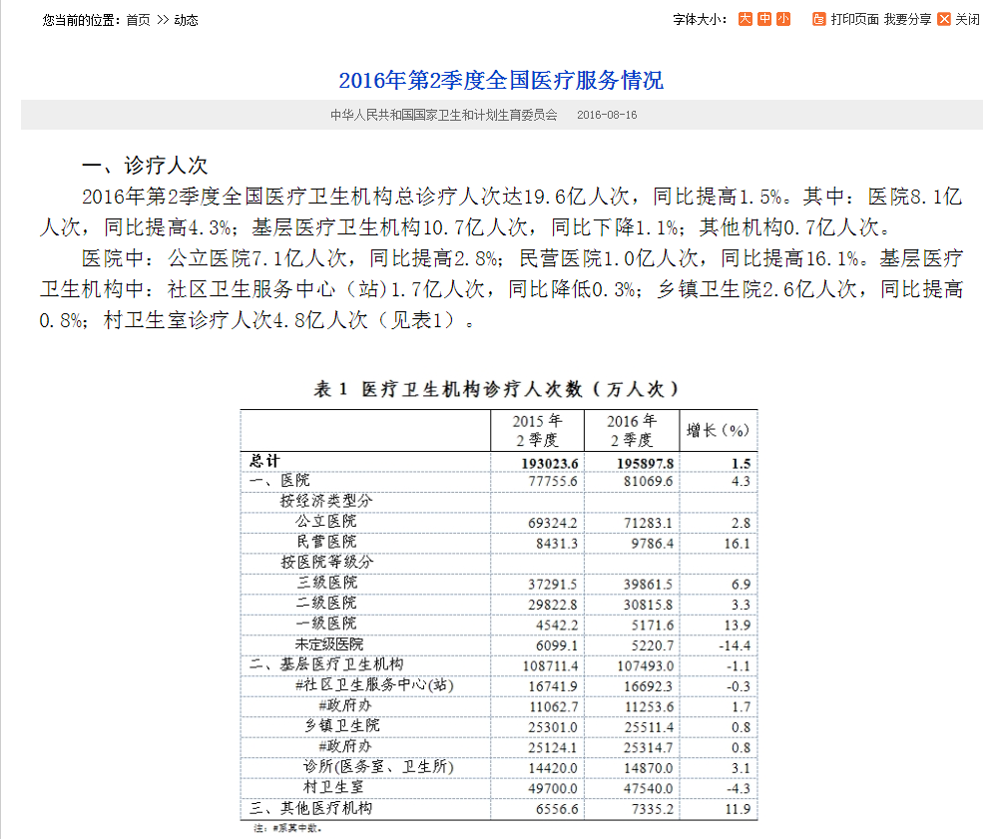 您当前的位置：首页 >> 动态
字体大小： 大 中 小 打印页面 我要分享 关闭
2016年第2季度全国医疗服务情况
中华人民共和国国家卫生和计划生育委员会 2016-08-16
一、诊疗人次
2016年第2季度全国医疗卫生机构总诊疗人次达19.6亿人次，同比提高1.5%。其中：医院8.1亿
人次，同比提高4.3%；基层医疗卫生机构10.7亿人次，同比下降1.1%；其他机构0.7亿人次。
医院中：公立医院7.1亿人次，同比提高2.8%；民营医院1.0亿人次，同比提高16.1%。基层医疗
卫生机构中：社区卫生服务中心（站)1.7亿人次，同比降低0.3%；乡镇卫生院2.6亿人次，同比提高
0.8%；村卫生室诊疗人次4.8亿人次（见表1）。
表 1 医疗卫生机构诊疗人次数（万人次）
2015 年 2 季度 2016 年 2 季度 增长（%）
总计 193023.6 195897.8 1.5
一、医院 77755.6 81069.6 4.3
按经济类型分
公立医院 69324.2 71283.1 2.8
民营医院 8431.3 9786.4 16.1
按医院等级分
三级医院 37291.5 39861.5 6.9
二级医院 29822.8 30815.8 3.3
一级医院 4542.2 5171.6 13.9
未定级医院 6099.1 5220.7 -14.4
二、基层医疗卫生机构 108711.4 107493.0 -1.1
#社区卫生服务中心(站) 16741.9 16692.3 -0.3
#政府办 11062.7 11253.6 1.7
乡镇卫生院 25301.0 25511.4 0.8
#政府办 25124.1 25314.7 0.8
诊所(医务室、卫生所) 14420.0 14870.0 3.1
村卫生室 49700.0 47540.0 -4.3
三、其他医疗机构 6556.6 7335.2 11.9
注：#系其中数。